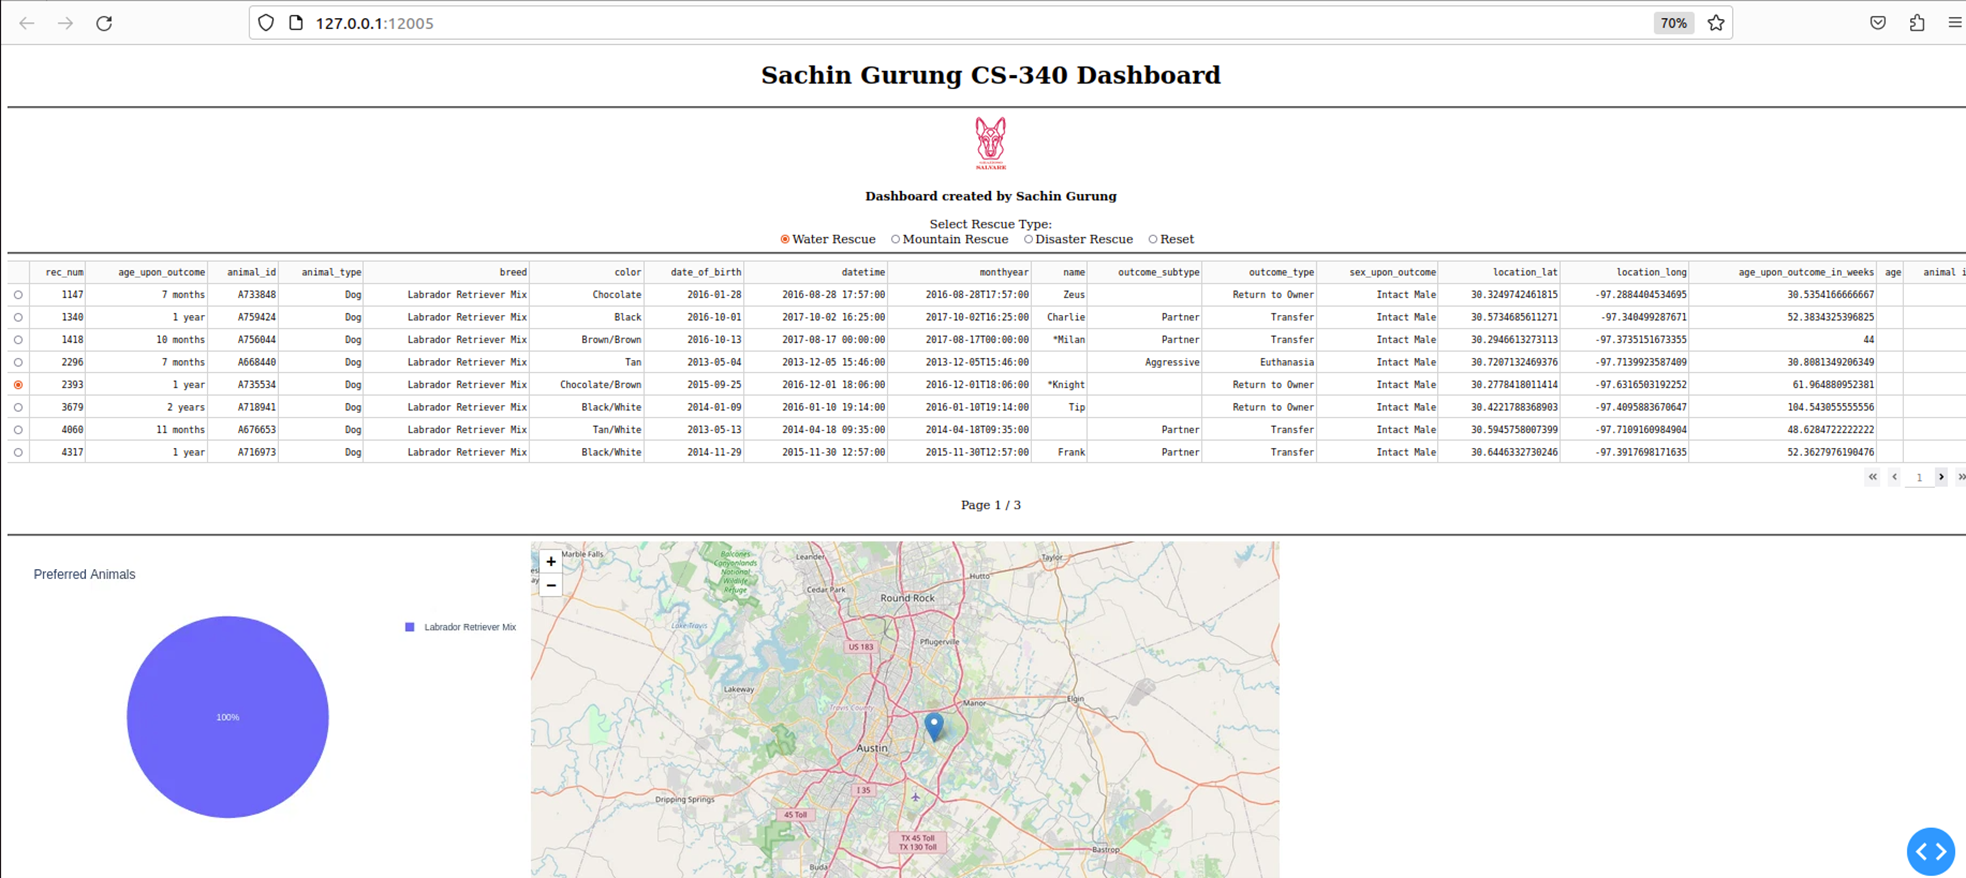 127.0.0.1:12005
70%
Sachin Gurung CS-340 Dashboard
SALVARE
Dashboard created by Sachin Gurung
Select Rescue Type:
Water Rescue Mountain Rescue Disaster Rescue Reset
rec_num age_upon_outcome animal_id animal_type breed color date_of_birth datetime monthyear name outcome_subtype outcome_type sex_upon_outcome location_lat location_long age_upon_outcome_in_weeks age animal i
1147 7 months A733848 Dog Labrador Retriever Mix Chocolate 2016-01-28 2016-08-28 17:57:00 2016-08-28T17:57:00 Zeus Return to Owner Intact Male 30.3249742461815 -97.2884404534695 30.5354166666667
1340 1 year A759424 Dog Labrador Retriever Mix Black 2016-10-01 2017-10-02 16:25:00 2017-10-02T16:25:00 Charlie Partner Transfer Intact Male 30.5734685611271 -97.340499287671 52.3834325396825
1418 10 months A756044 Dog Labrador Retriever Mix Brown/Brown 2016-10-13 2017-08-17 00:00:00 2017-08-17T00:00:00 *Milan Partner Transfer Intact Male 30.2946613273113 -97.3735151673355 44
2296 7 months A668440 Dog Labrador Retriever Mix Tan 2013-05-04 2013-12-05 15:46:00 2013-12-05T15:46:00 Aggressive Euthanasia Intact Male 30.7207132469376 -97.7139923587409 30.8081349206349
2393 1 year A735534 Dog Labrador Retriever Mix Chocolate/Brown 2015-09-25 2016-12-01 18:06:00 2016-12-01T18:06:00 *Knight Return to Owner Intact Male 30.2778418011414 -97.6316503192252 61.964880952381
3679 2 years A718941 Dog Labrador Retriever Mix Black/White 2014-01-09 2016-01-10 19:14:00 2016-01-10T19:14:00 Tip Return to Owner Intact Male 30.4221788368903 -97.4095883670647 104.543055555556
4060 11 months A676653 Dog Labrador Retriever Mix Tan/White 2013-05-13 2014-04-18 09:35:00 2014-04-18T09:35:00 Partner Transfer Intact Male 30.5945758007399 -97.7109160984904 48.6284722222222
4317 1 year A716973 Dog Labrador Retriever Mix Black/White 2014-11-29 2015-11-30 12:57:00 2015-11-30T12:57:00 Frank Partner Transfer Intact Male 30.6446332730246 -97.3917698171635 52.3627976190476
« ‹ 1 › »
Page 1 / 3
Preferred Animals
100%
Labrador Retriever Mix
+
−
Marble Falls
Balcones
Canyonlands
National
Wildlife
Refuge
Leander
Taylor
Hutto
Cedar Park
Round Rock
Lake Travis
Pflugerville
US 183
Lakeway
Travis County
Manor
Elgin
Austin
I 35
Dripping Springs
45 Toll
TX 45 Toll
TX 130 Toll
Bastrop
Buda